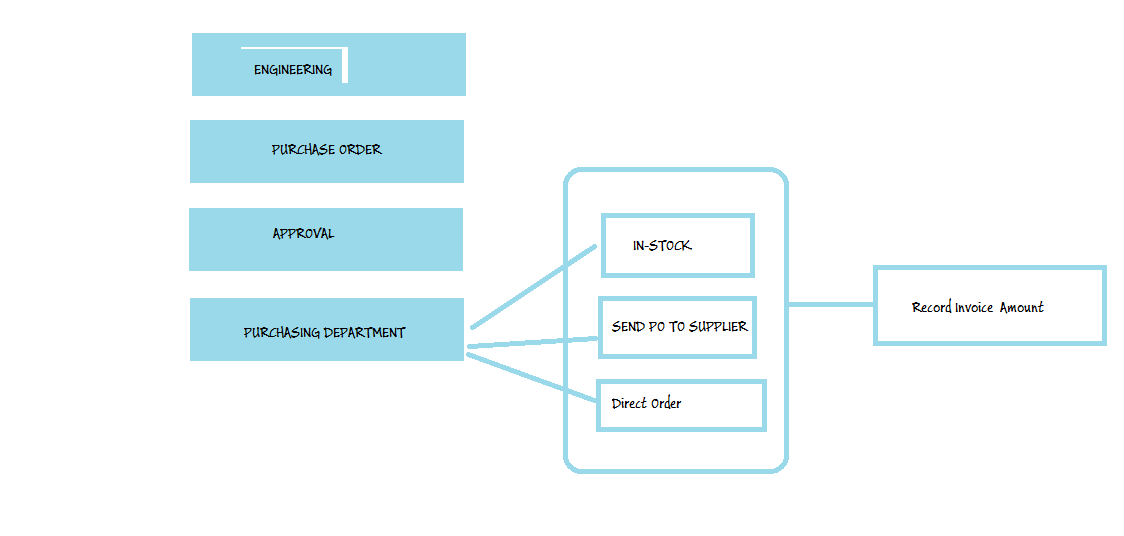 ENGINEERING
PURCHASE ORDER
APPROVAL
PURCHASING DEPARTMENT
IN-STOCK
SEND PO TO SUPPLIER
Direct Order
Record Invoice Amount